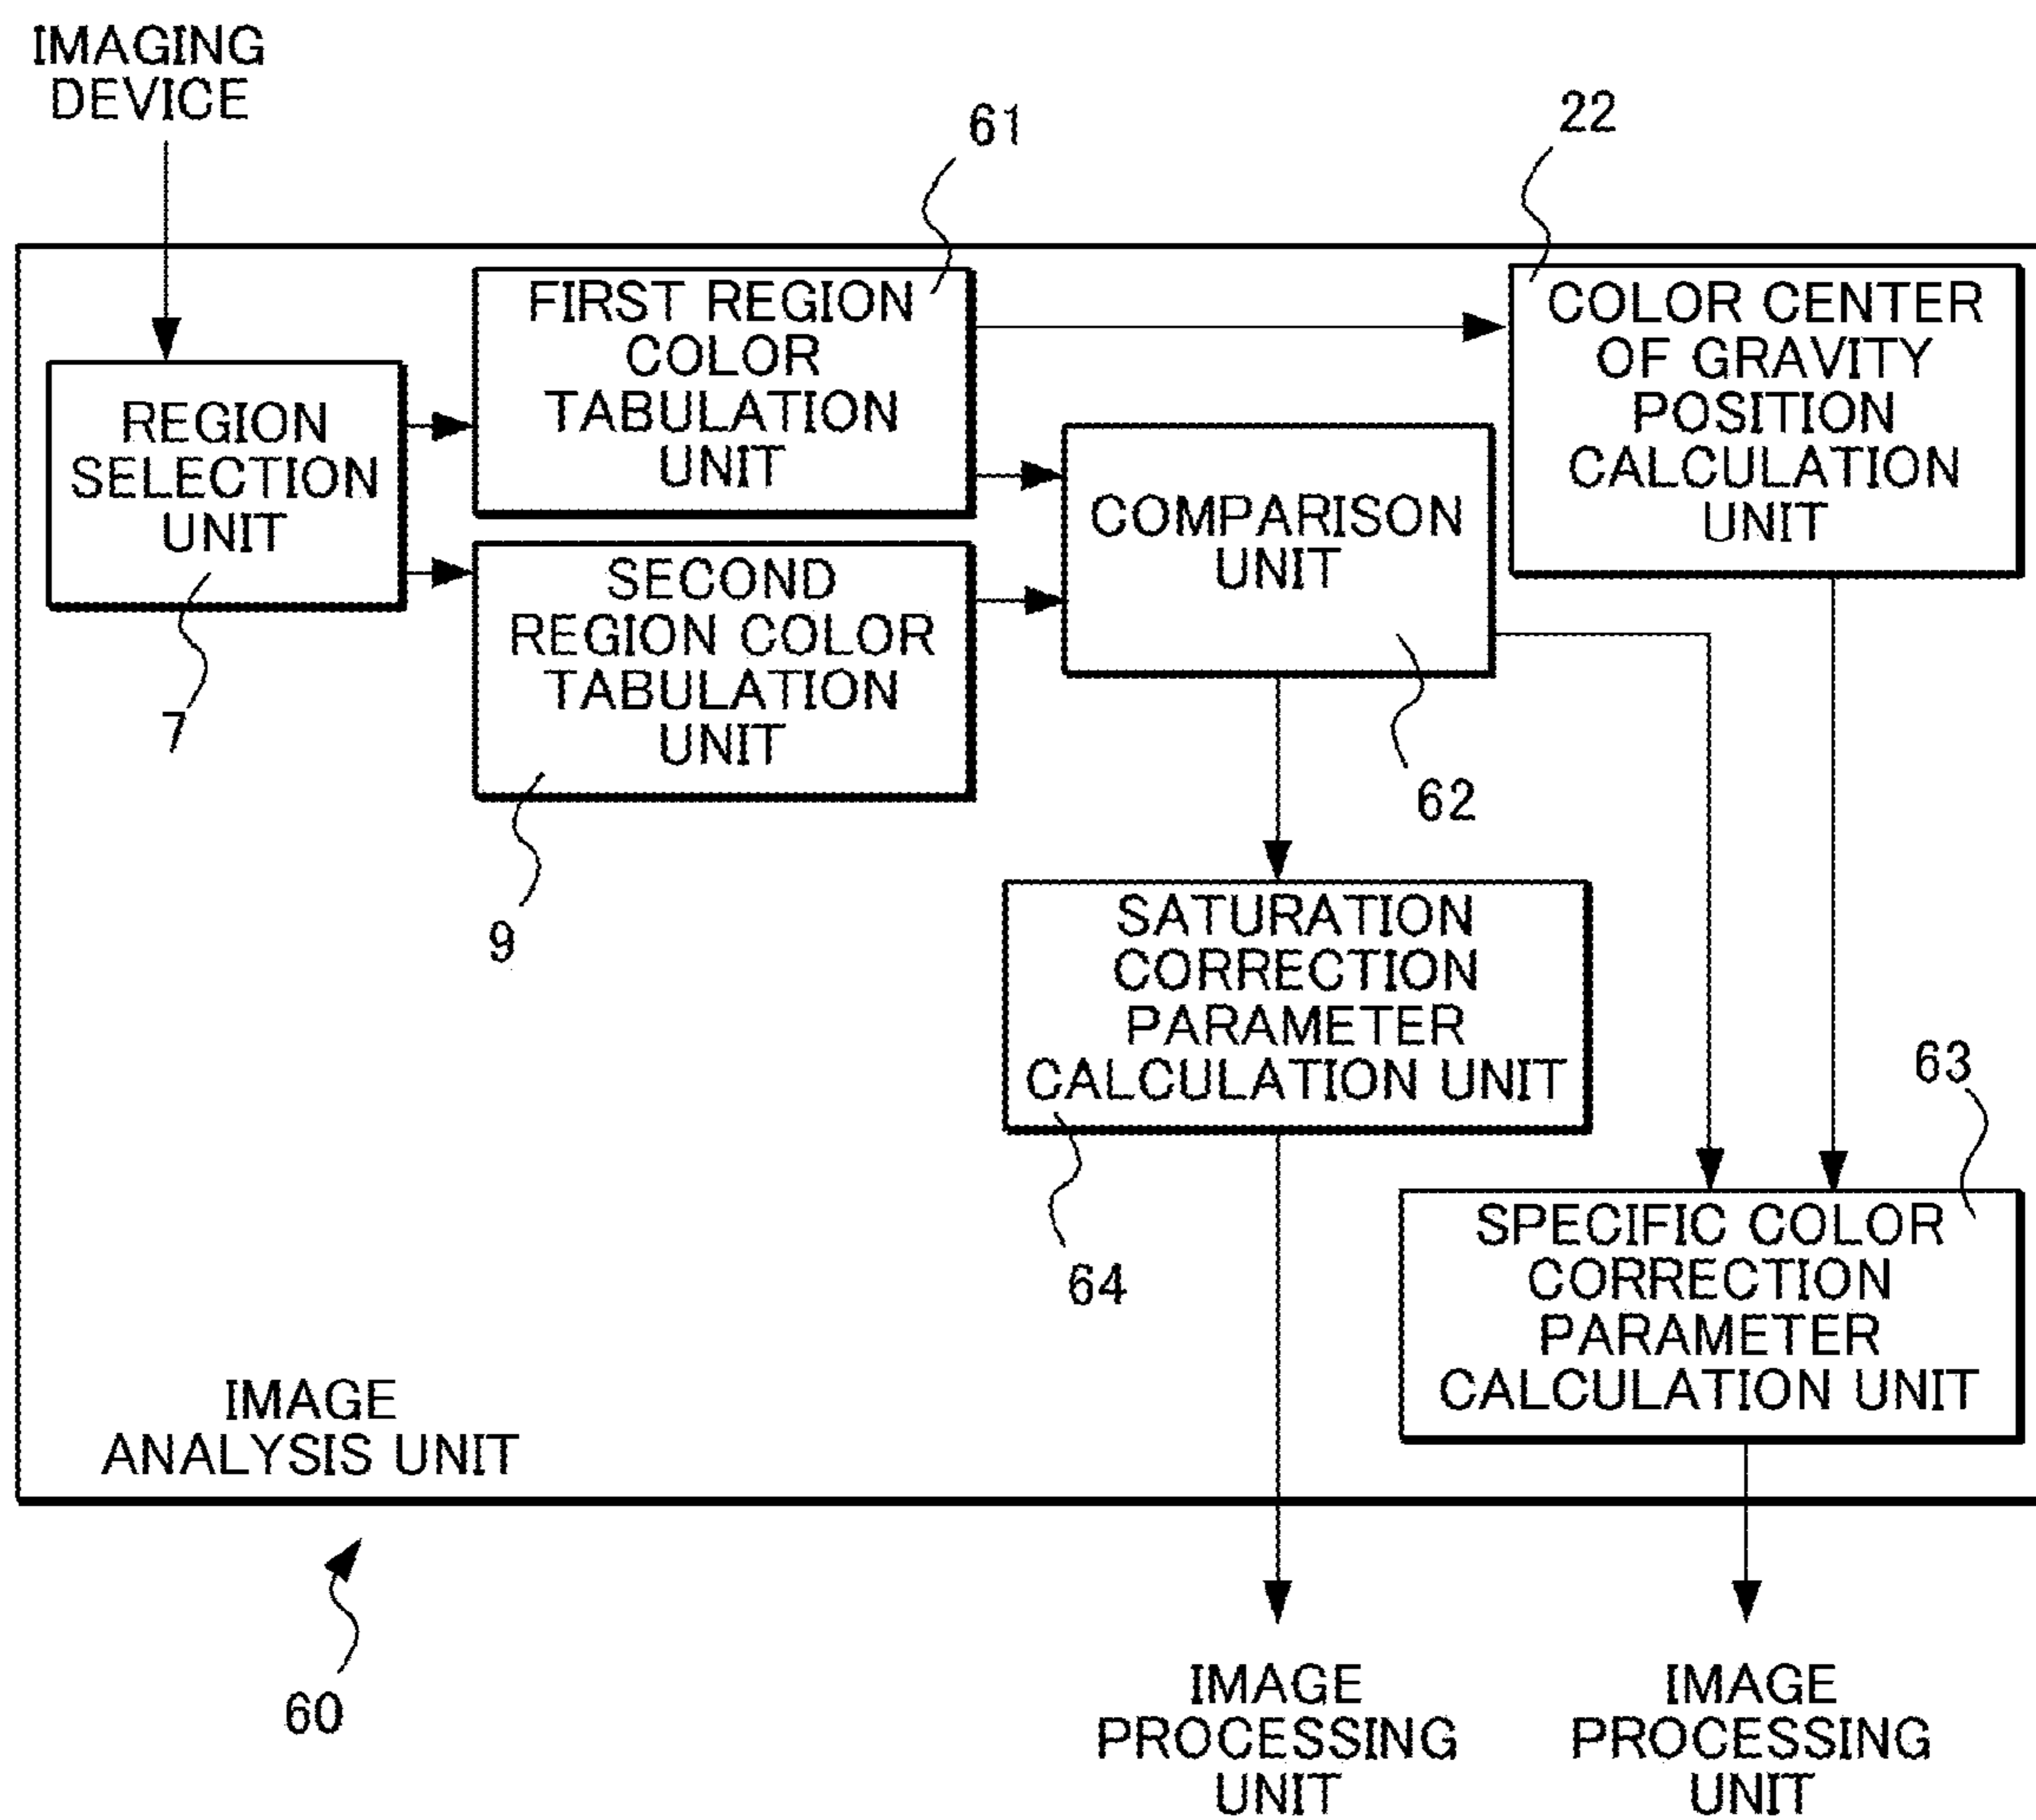 IMAGING
DEVICE
61
22
FIRST REGION
COLOR
TABULATION
UNIT
COLOR CENTER
OF GRAVITY
POSITION
CALCULATION
UNIT
REGION
SELECTION
UNIT
7
COMPARISON
UNIT
62
SECOND
REGION COLOR
TABULATION
UNIT
9
SATURATION
CORRECTION
PARAMETER
CALCULATION UNIT
64
63
SPECIFIC COLOR
CORRECTION
PARAMETER
CALCULATION UNIT
IMAGE
ANALYSIS UNIT
60
IMAGE
PROCESSING
UNIT
IMAGE
PROCESSING
UNIT